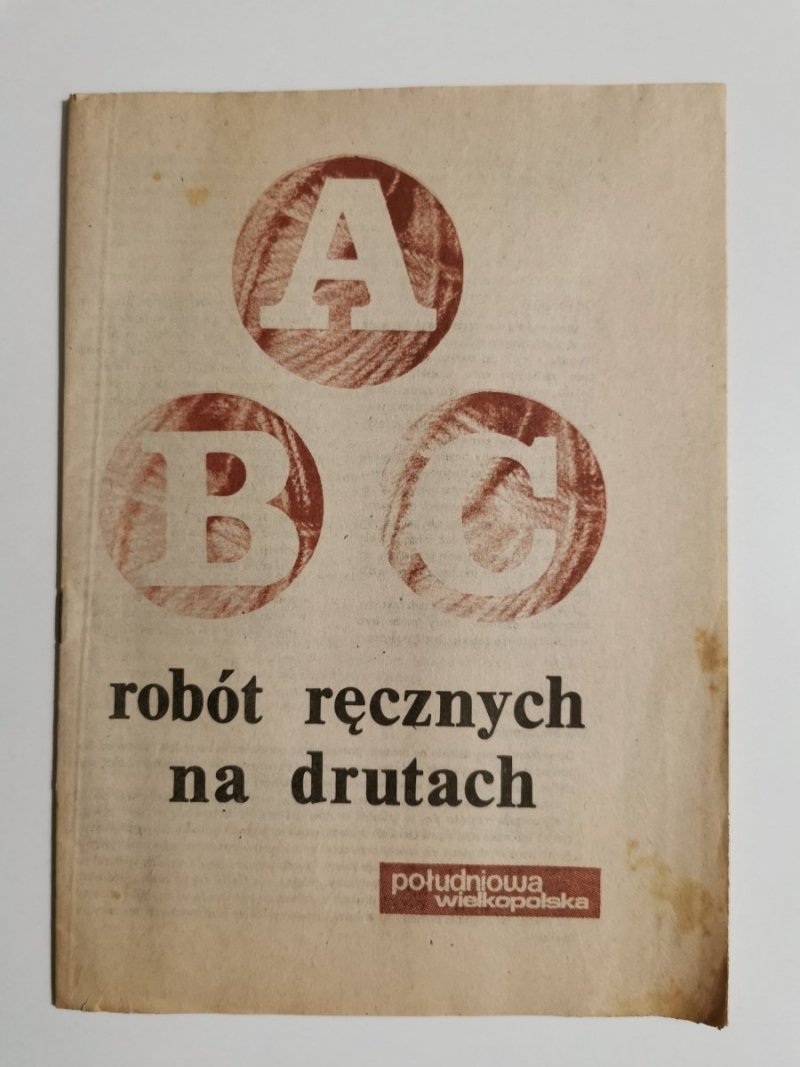 A
B C
robót ręcznych
na drutach
południowa
wielkopolska